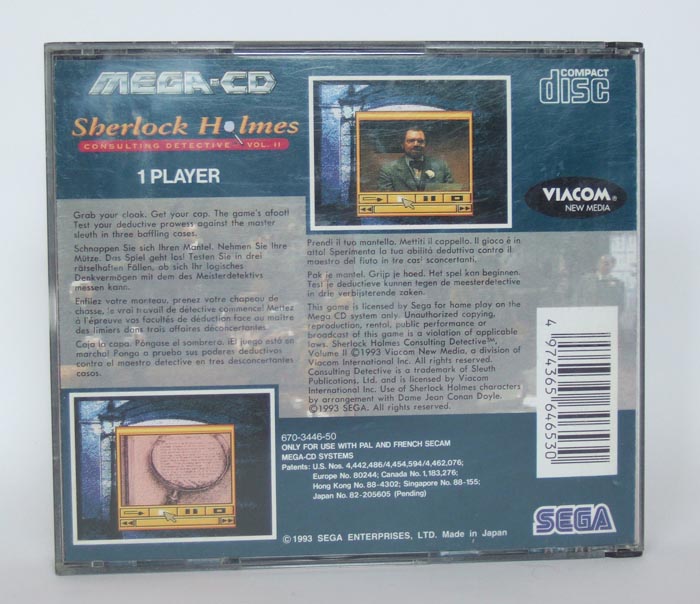 MEGA-CD
COMPACT
disc
Sherlock Holmes
CONSULTING DETECTIVE VOL. II
1 PLAYER
VIACOM
NEW MEDIA
Grab your cloak. Get your cap. The game's afoot!
Test your deductive prowess against the master
sleuth in three baffling cases.
Schnappen Sie sich Ihren Mantel. Nehmen Sie Ihre
Mütze. Das Spiel geht los! Testen Sie in drei
rätselhaften Fällen, ob sich Ihr logisches
Denkvermögen mit dem des Meisterdetektivs
messen kann.
Enfilez votre manteau, prenez votre chapeau de
chasse, le vrai travail de détective commence! Mettez
à l'épreuve vos facultés de déduction face au maître
des limiers dans trois affaires déconcertantes.
Coja la capa. Póngase el sombrero. ¡El juego está en
marcha! Ponga a prueba sus poderes deductivos
contra el maestro detective en tres desconcertantes
casos.
Prendi il tuo mantello. Mettiti il cappello. Il gioco è in
atto! Sperimenta la tua abilità deduttiva contro il
maestro del fiuto in tre casi sconcertanti.
Pak je mantel. Grijp je hoed. Het spel kan beginnen.
Test je deductieve kunnen tegen de meesterdetective
in drie verbijsterende zaken.
This game is licensed by Sega for home play on the
Mega CD system only. Unauthorized copying,
reproduction, rental, public performance or
broadcast of this game is a violation of applicable
laws. Sherlock Holmes Consulting Detective™,
Volume II ©1993 Viacom New Media, a division of
Viacom International Inc. All rights reserved.
Consulting Detective is a trademark of Sleuth
Publications, Ltd. and is licensed by Viacom
International Inc. Use of Sherlock Holmes characters
by arrangement with Dame Jean Conan Doyle.
©1993 SEGA. All rights reserved.
4 974365 646530
670-3446-50
ONLY FOR USE WITH PAL AND FRENCH SECAM
MEGA-CD SYSTEMS
Patents: U.S. Nos. 4,442,486/4,454,594/4,462,076;
Europe No. 80244; Canada No. 1,183,276;
Hong Kong No. 88-4302; Singapore No. 88-155;
Japan No. 82-205605 (Pending)
SEGA
©1993 SEGA ENTERPRISES, LTD. Made in Japan